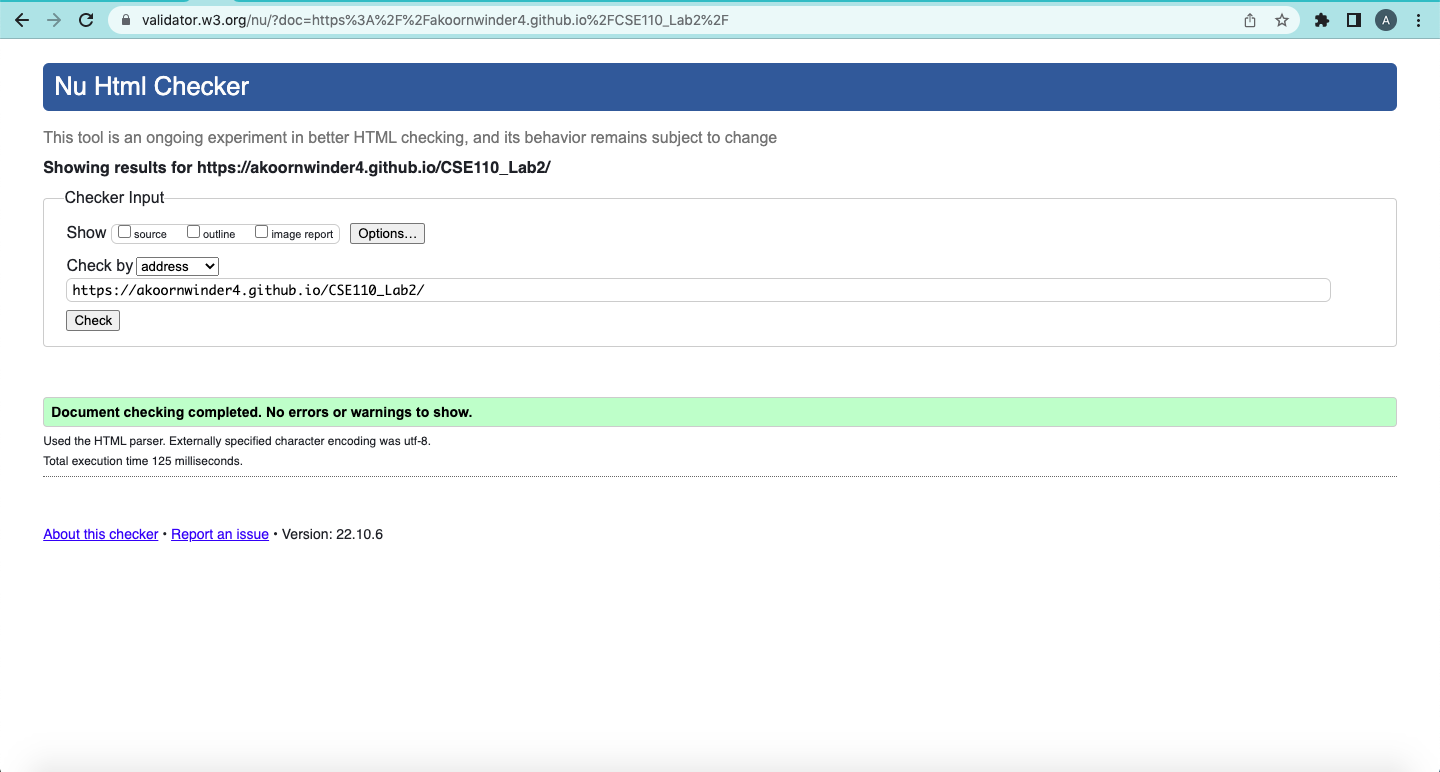 validator.w3.org/nu/?doc=https%3A%2F%2Fakoornwinder4.github.io%2FCSE110_Lab2%2F
A
Nu Html Checker
This tool is an ongoing experiment in better HTML checking, and its behavior remains subject to change
Showing results for https://akoornwinder4.github.io/CSE110_Lab2/
Checker Input
Show source outline image report Options...
Check by address
https://akoornwinder4.github.io/CSE110_Lab2/
Check
Document checking completed. No errors or warnings to show.
Used the HTML parser. Externally specified character encoding was utf-8.
Total execution time 125 milliseconds.
About this checker • Report an issue • Version: 22.10.6